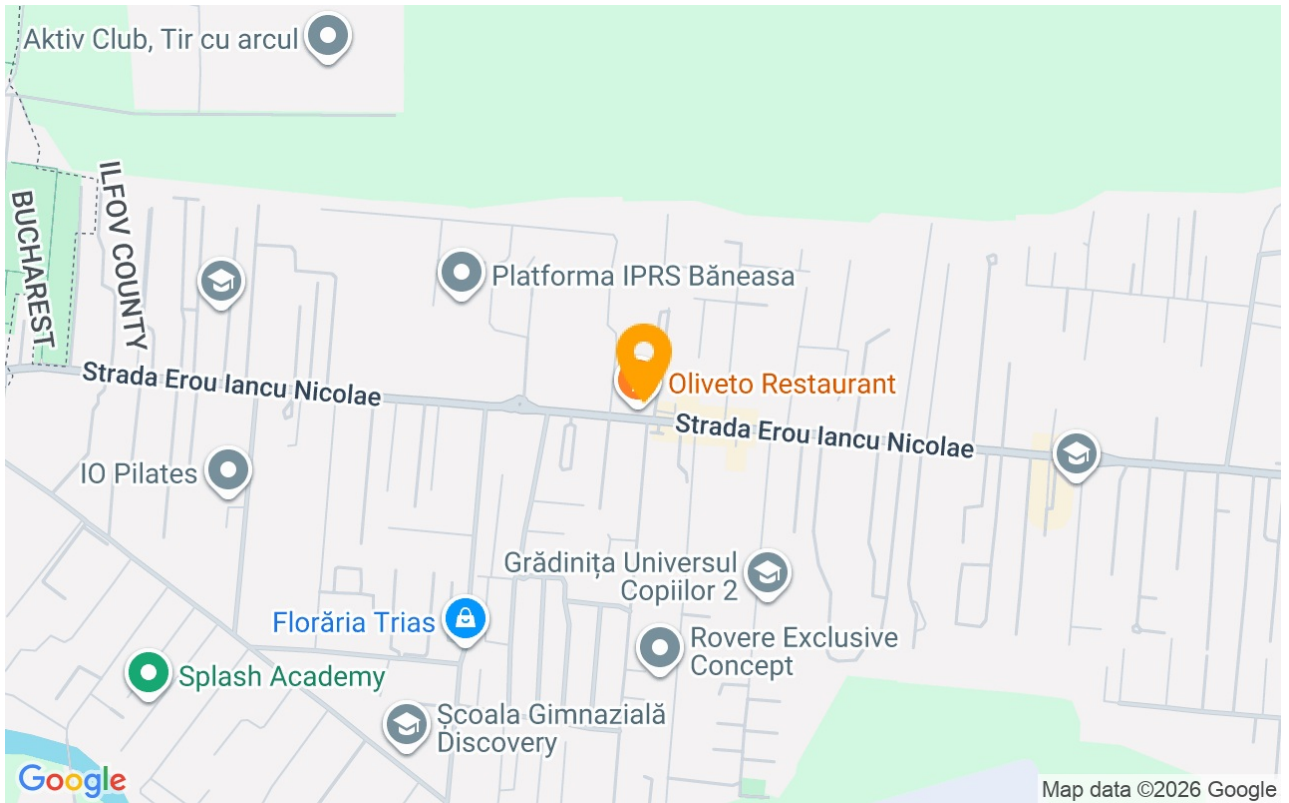 Aktiv Club, Tir cu arcul
BUCHAREST
ILFOV COUNTY
Platforma IPRS Băneasa
Strada Erou Iancu Nicolae
Oliveto Restaurant
Strada Erou Iancu Nicolae
IO Pilates
Grădinița Universul
Copiilor 2
Florăria Trias
Rovere Exclusive
Concept
Splash Academy
Școala Gimnazială
Discovery
Google
Map data ©2026 Google